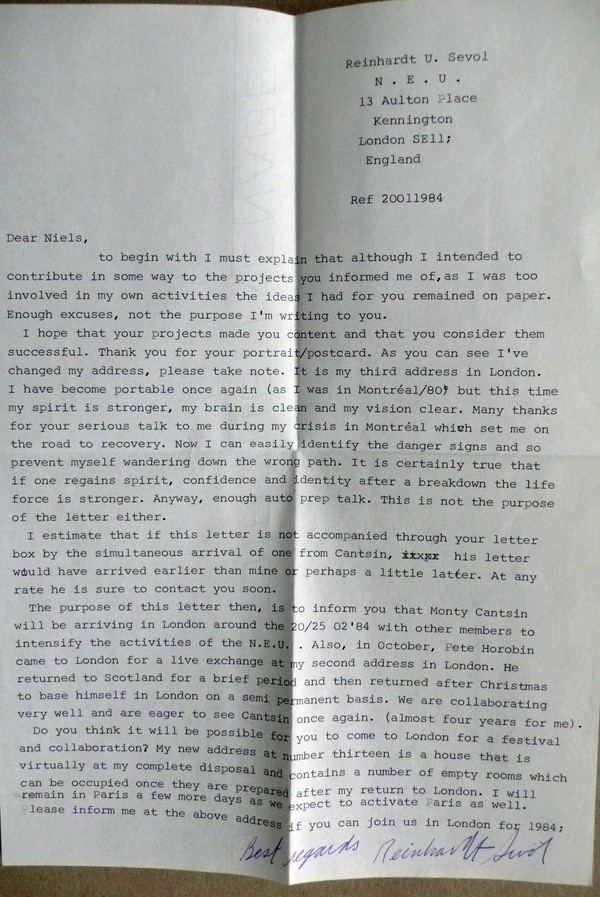 Reinhardt U. Sevol
N . E . U .
13 Aulton Place
Kennington
London SE11;
England
Ref 20011984
Dear Niels,
to begin with I must explain that although I intended to
contribute in some way to the projects you informed me of,as I was too
involved in my own activities the ideas I had for you remained on paper.
Enough excuses, not the purpose I'm writing to you.
I hope that your projects made you content and that you consider them
successful. Thank you for your portrait/postcard. As you can see I've
changed my address, please take note. It is my third address in London.
I have become portable once again (as I was in Montréal/80) but this time
my spirit is stronger, my brain is clean and my vision clear. Many thanks
for your serious talk to me during my crisis in Montréal which set me on
the road to recovery. Now I can easily identify the danger signs and so
prevent myself wandering down the wrong path. It is certainly true that
if one regains spirit, confidence and identity after a breakdown the life
force is stronger. Anyway, enough auto prep talk. This is not the purpose
of the letter either.
I estimate that if this letter is not accompanied through your letter
box by the simultaneous arrival of one from Cantsin, his letter
would have arrived earlier than mine or perhaps a little latter. At any
rate he is sure to contact you soon.
The purpose of this letter then, is to inform you that Monty Cantsin
will be arriving in London around the 20/25 02'84 with other members to
intensify the activities of the N.E.U. . Also, in October, Pete Horobin
came to London for a live exchange at my second address in London. He
returned to Scotland for a brief period and then returned after Christmas
to base himself in London on a semi permanent basis. We are collaborating
very well and are eager to see Cantsin once again. (almost four years for me).
Do you think it will be possible for you to come to London for a festival
and collaboration? My new address at number thirteen is a house that is
virtually at my complete disposal and contains a number of empty rooms which
can be occupied once they are prepared after my return to London. I will
remain in Paris a few more days as we expect to activate Paris as well.
Please inform me at the above address if you can join us in London for 1984;
Best regards Reinhardt Sevol